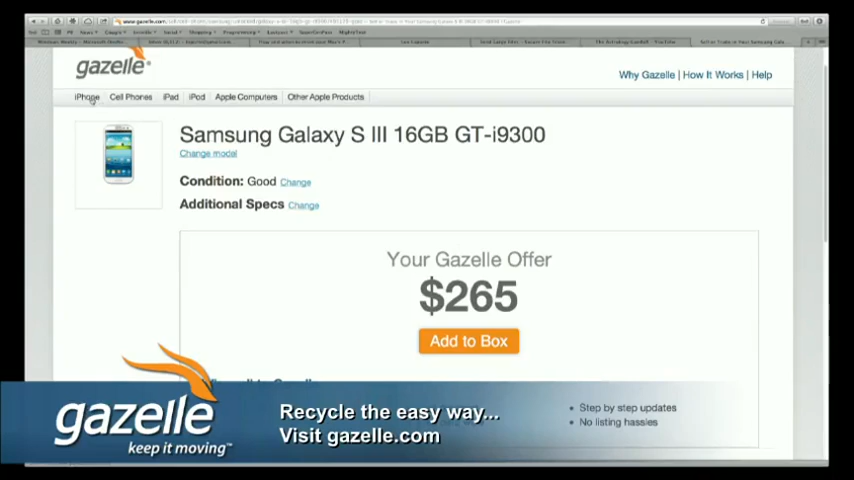 gazelle
Why Gazelle | How It Works | Help
iPhone Cell Phones iPad iPod Apple Computers Other Apple Products
Samsung Galaxy S III 16GB GT-i9300
Change model
Condition: Good Change
Additional Specs Change
Your Gazelle Offer
$265
Add to Box
• Step by step updates
• No listing hassles
gazelle
keep it moving™
Recycle the easy way...
Visit gazelle.com